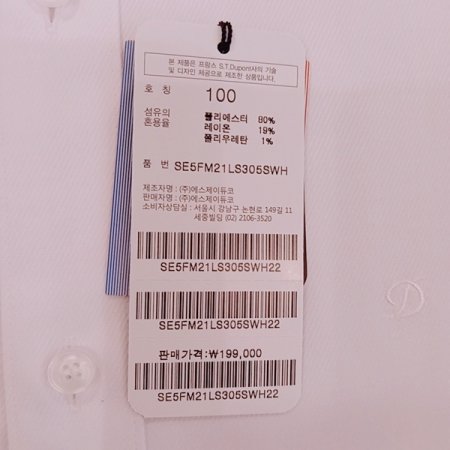 본 제품은 프랑스 S.T.Dupont사의 기술
및 디자인 제공으로 제조한 상품입니다.
호 칭 100
섬유의 혼용율
폴리에스터 80%
레이온 19%
폴리우레탄 1%
품 번 SE5FM21LS305SWH
제조자명 : (주)에스제이듀코
판매자명 : (주)에스제이듀코
소비자상담실 : 서울시 강남구 논현로 149길 11
세중빌딩 (02) 2106-3520
SE5FM21LS305SWH22
SE5FM21LS305SWH22
판매가격:₩199,000
SE5FM21LS305SWH22
D